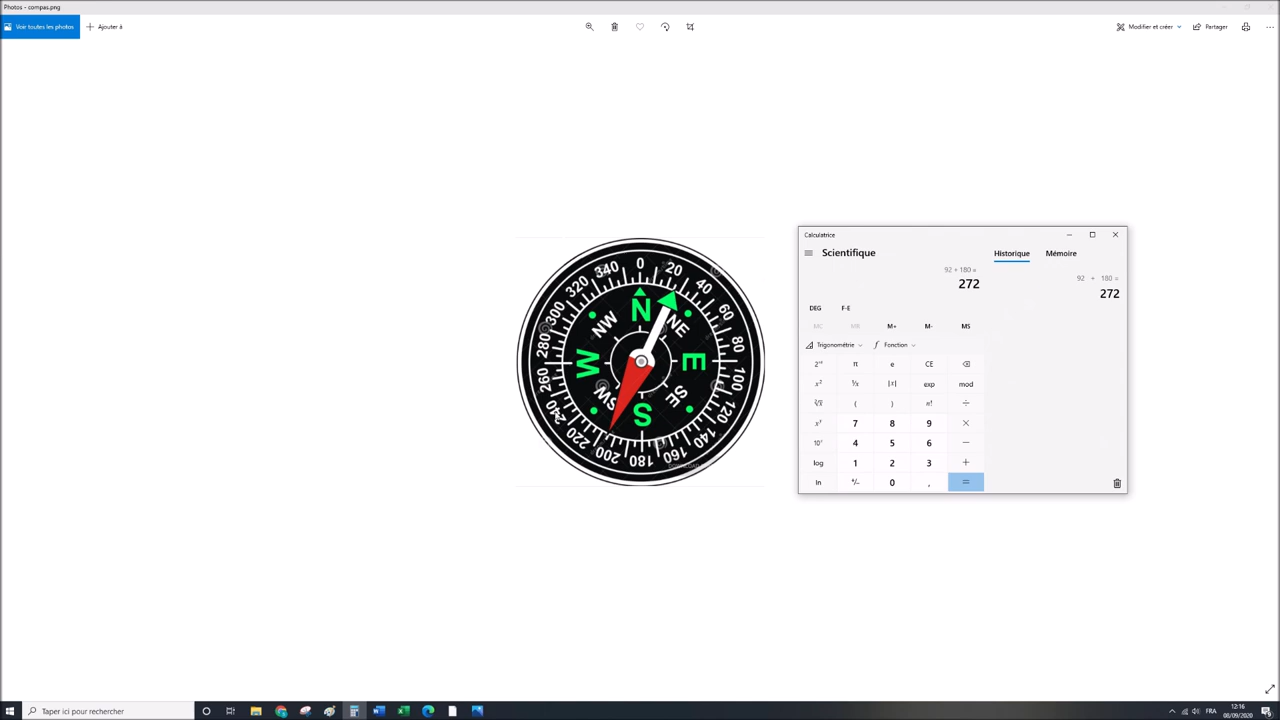 Photos - compas.png
Voir toutes les photos
Ajouter à
Modifier et créer
Partager
0
20
40
60
80
100
120
140
160
180
200
220
240
260
280
300
320
340
N
NE
E
SE
S
SW
W
NW
Calculatrice
Scientifique
Historique
Mémoire
92 + 180 =
272
92 + 180 =
272
DEG F-E
MC MR M+ M- MS
Trigonométrie Fonction
π e CE
x² ⅟x |x| exp mod
( ) n! ÷
7 8 9 ×
10ˣ 4 5 6 −
log 1 2 3 +
ln +/− 0 , =
Taper ici pour rechercher
FRA
12:16
08/09/2020